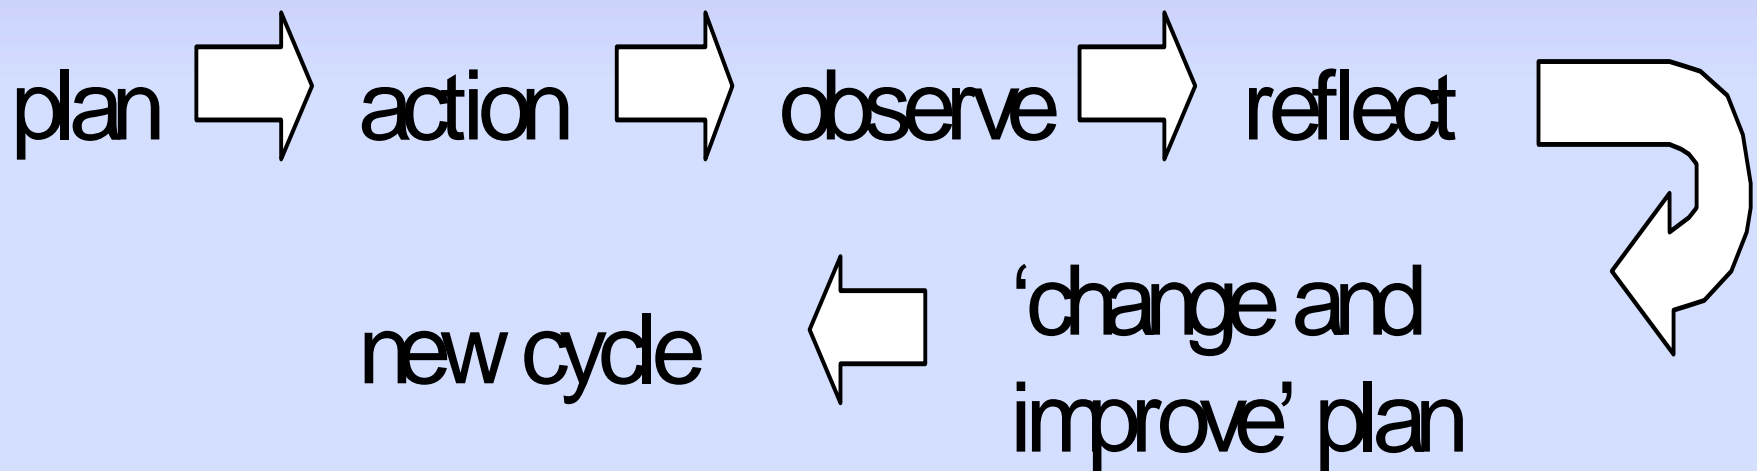 plan action observe reflect
new cycle ‘change and
improve’ plan